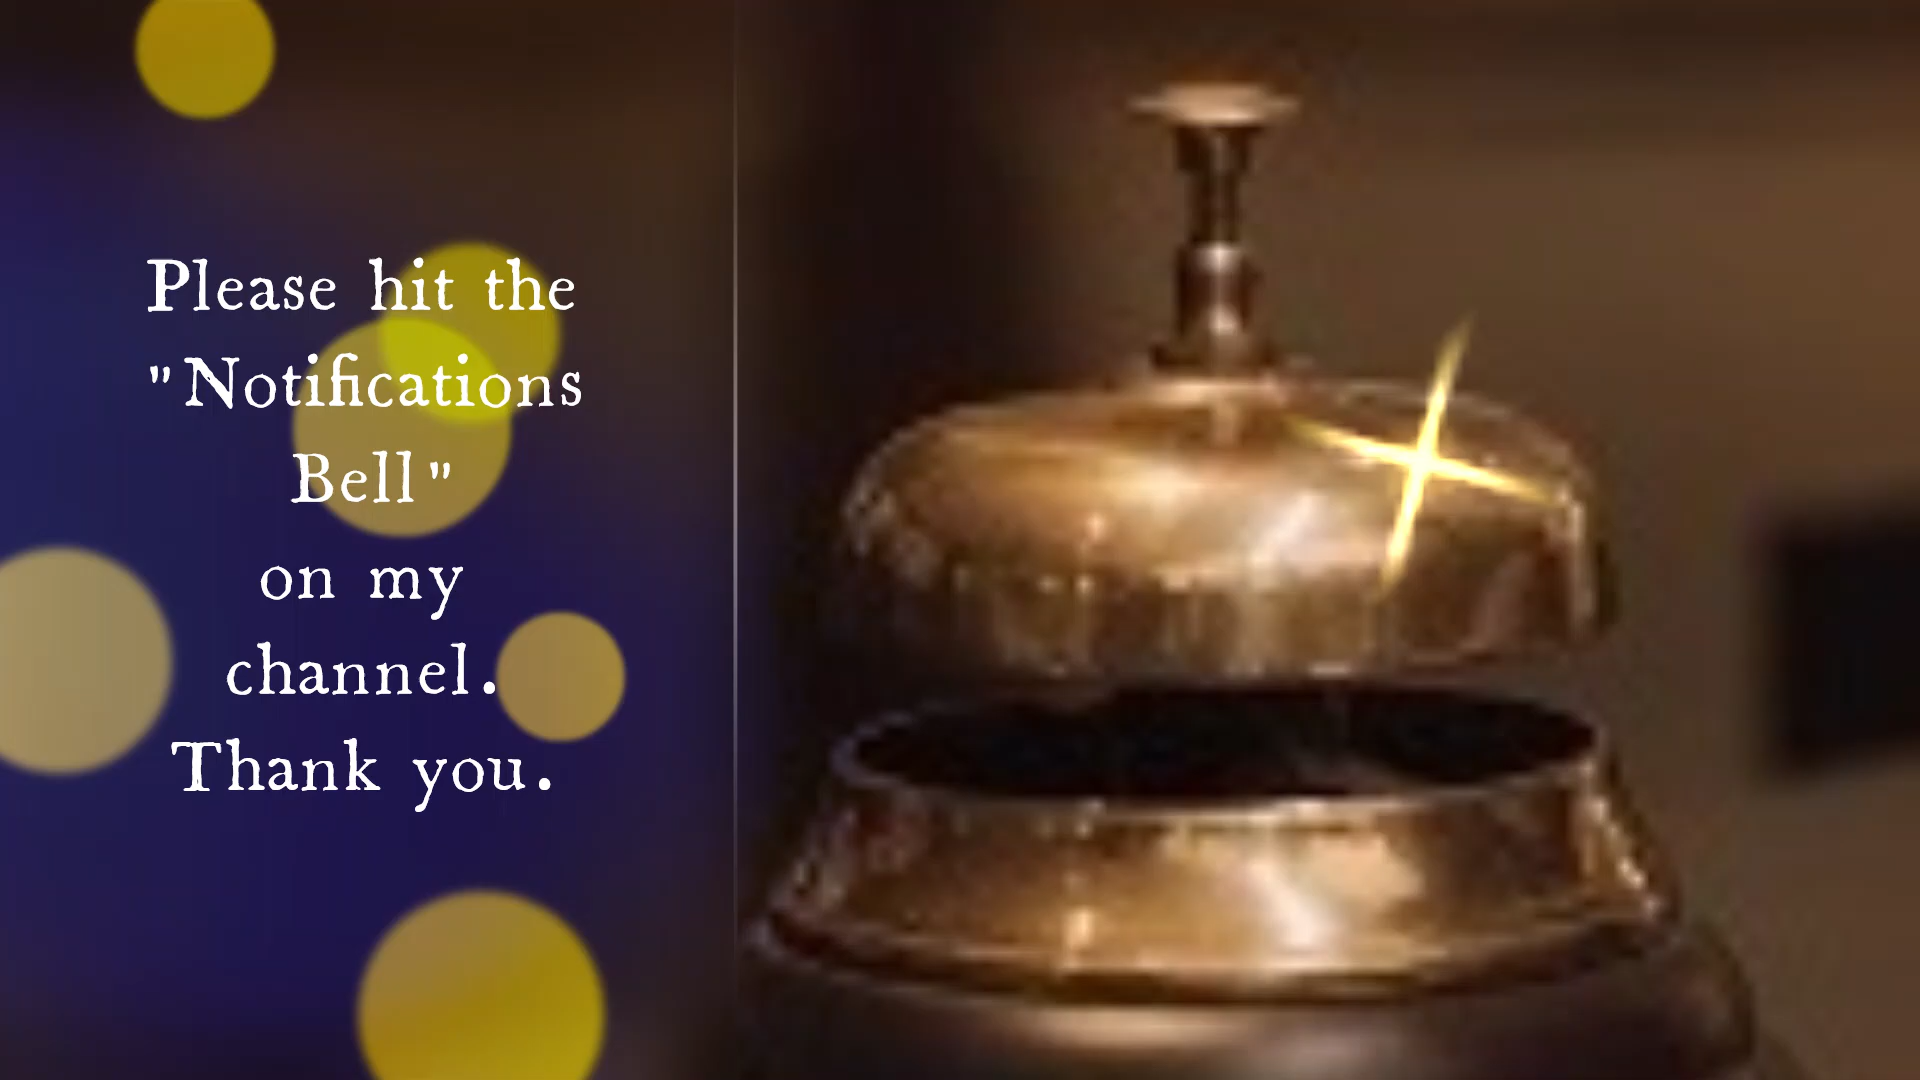 Please hit the
"Notifications
Bell"
on my
channel.
Thank you.